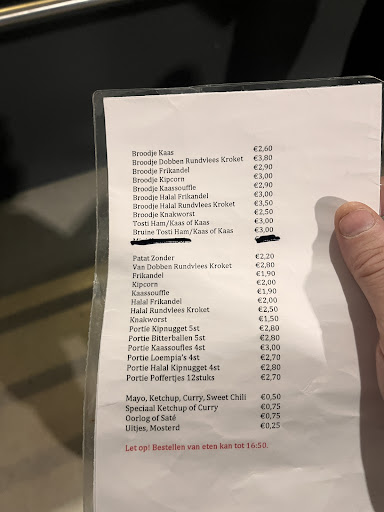 Broodje Kaas €2,60
Broodje Dobben Rundvlees Kroket €3,80
Broodje Frikandel €2,90
Broodje Kipcorn €3,00
Broodje Kaassouffle €2,90
Broodje Halal Frikandel €3,00
Broodje Halal Rundvlees Kroket €3,50
Broodje Knakworst €2,50
Tosti Ham/Kaas of Kaas €3,00
Bruine Tosti Ham/Kaas of Kaas €3,00
Patat Zonder €2,20
Van Dobben Rundvlees Kroket €2,80
Frikandel €1,90
Kipcorn €2,00
Kaassouffle €1,90
Halal Frikandel €2,00
Halal Rundvlees Kroket €2,50
Knakworst €1,50
Portie Kipnugget 5st €2,80
Portie Bitterballen 5st €2,80
Portie Kaassoufles 4st €3,00
Portie Loempia's 4st €2,70
Portie Halal Kipnugget 4st €2,80
Portie Poffertjes 12stuks €2,70
Mayo, Ketchup, Curry, Sweet Chili €0,50
Speciaal Ketchup of Curry €0,75
Oorlog of Saté €0,75
Uitjes, Mosterd €0,25
Let op! Bestellen van eten kan tot 16:50.